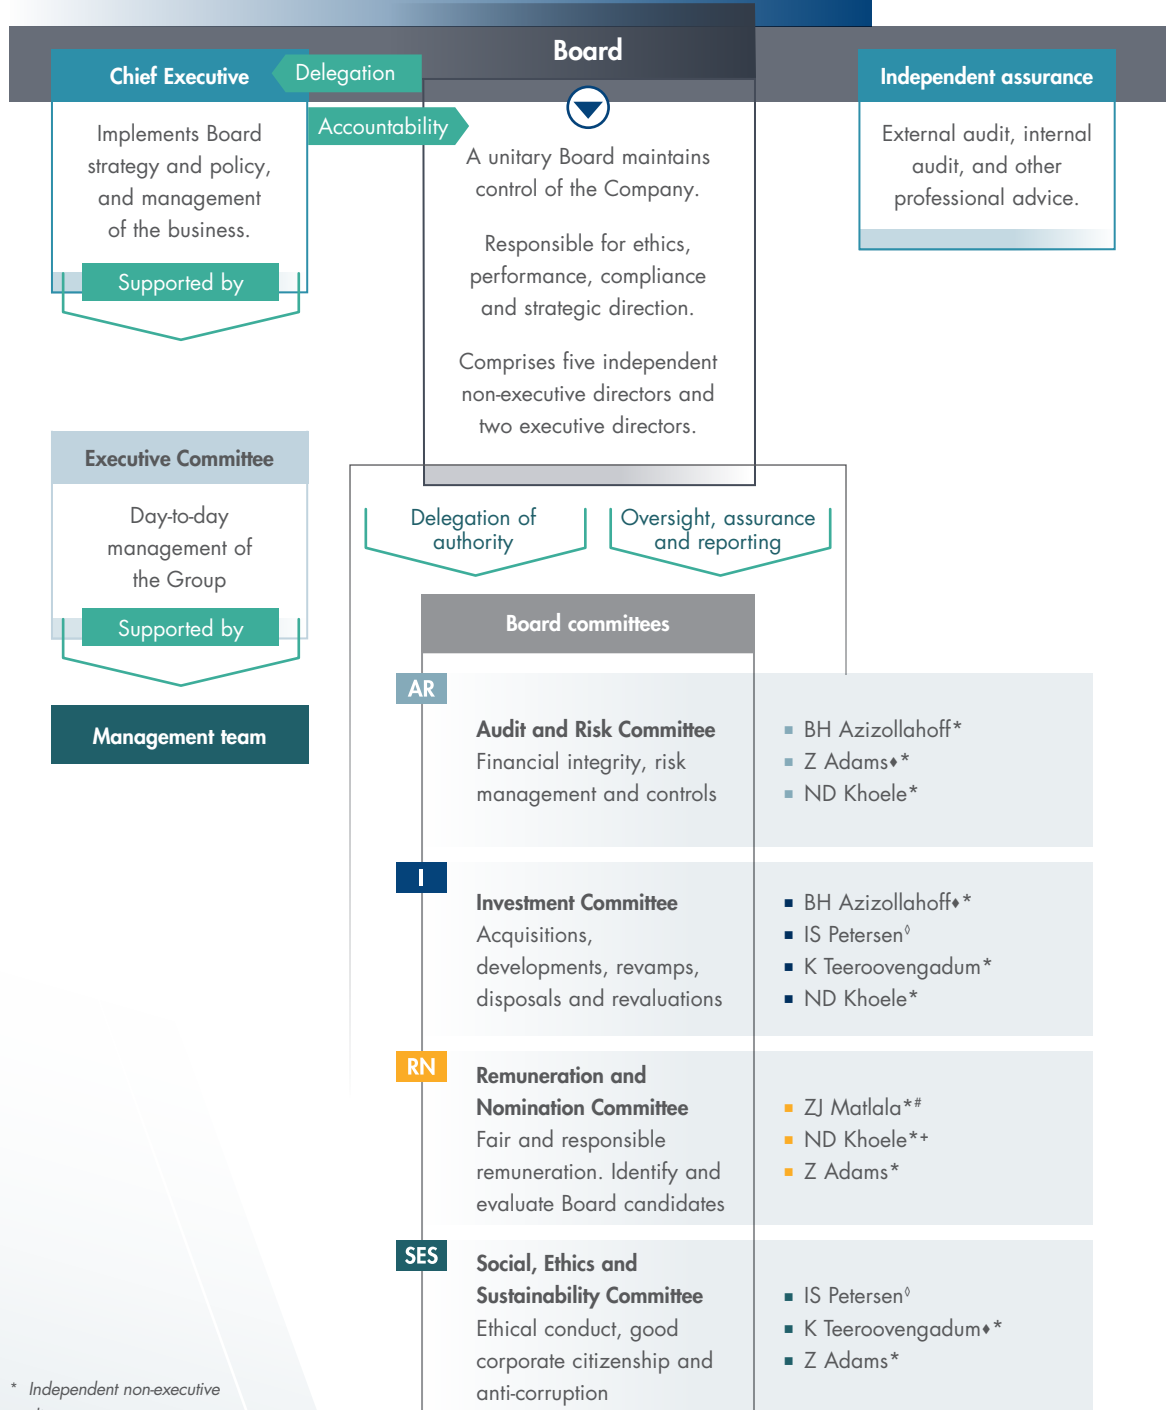 Board
Chief Executive
Delegation
Accountability
Implements Board
strategy and policy,
and management
of the business.
Supported by
A unitary Board maintains
control of the Company.
Responsible for ethics,
performance, compliance
and strategic direction.
Comprises five independent
non-executive directors and
two executive directors.
Independent assurance
External audit, internal
audit, and other
professional advice.
Executive Committee
Day-to-day
management of
the Group
Supported by
Management team
Delegation of
authority
Oversight, assurance
and reporting
Board committees
AR
Audit and Risk Committee
Financial integrity, risk
management and controls
▪ BH Azizollahoff*
▪ Z Adams♦*
▪ ND Khoele*
I
Investment Committee
Acquisitions,
developments, revamps,
disposals and revaluations
▪ BH Azizollahoff♦*
▪ IS Petersen◊
▪ K Teeroovengadum*
▪ ND Khoele*
RN
Remuneration and
Nomination Committee
Fair and responsible
remuneration. Identify and
evaluate Board candidates
▪ ZJ Matlala*#
▪ ND Khoele*+
▪ Z Adams*
SES
Social, Ethics and
Sustainability Committee
Ethical conduct, good
corporate citizenship and
anti-corruption
▪ IS Petersen◊
▪ K Teeroovengadum♦*
▪ Z Adams*
* Independent non-executive